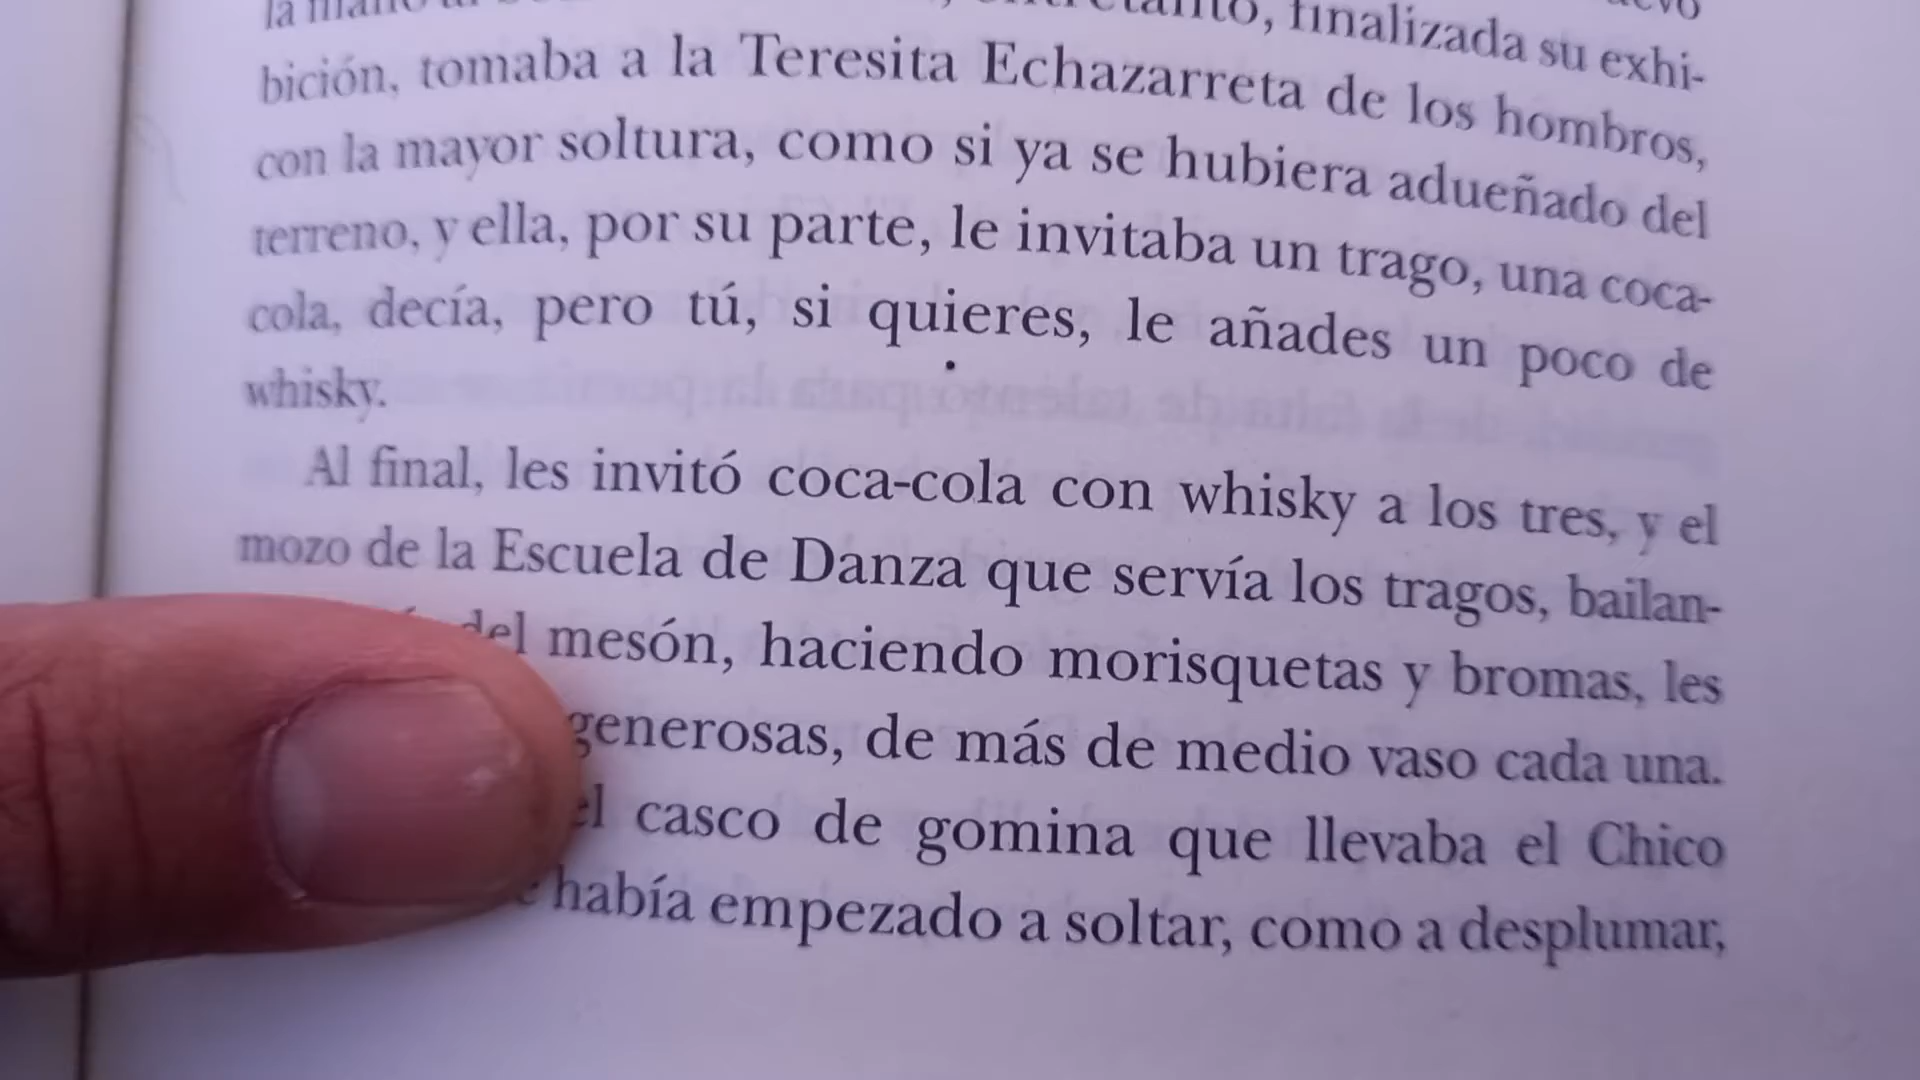 la
finalizada su exhi-
bición, tomaba a la Teresita Echazarreta de los hombros,
con la mayor soltura, como si ya se hubiera adueñado del
terreno, y ella, por su parte, le invitaba un trago, una coca-
cola, decía, pero tú, si quieres, le añades un poco de
whisky.
Al final, les invitó coca-cola con whisky a los tres, y el
mozo de la Escuela de Danza que servía los tragos, bailan-
del mesón, haciendo morisquetas y bromas, les
generosas, de más de medio vaso cada una.
el casco de gomina que llevaba el Chico
había empezado a soltar, como a desplumar,